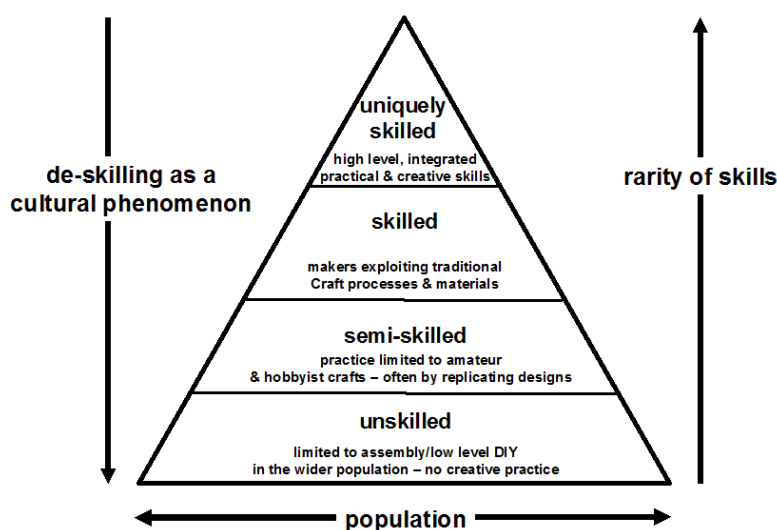 uniquely
skilled
high level, integrated
practical & creative skills
de-skilling as a
cultural phenomenon
rarity of skills
skilled
makers exploiting traditional
Craft processes & materials
semi-skilled
practice limited to amateur
& hobbyist crafts – often by replicating designs
unskilled
limited to assembly/low level DIY
in the wider population – no creative practice
population